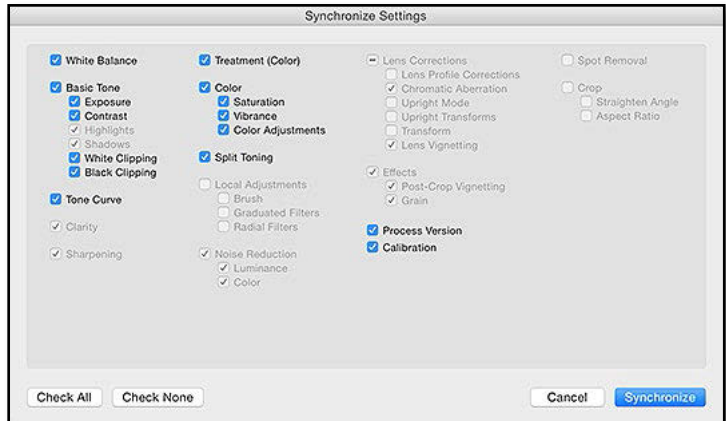 Synchronize Settings
White Balance
Basic Tone
Exposure
Contrast
Highlights
Shadows
White Clipping
Black Clipping
Tone Curve
Clarity
Sharpening
Treatment (Color)
Color
Saturation
Vibrance
Color Adjustments
Split Toning
Local Adjustments
Brush
Graduated Filters
Radial Filters
Noise Reduction
Luminance
Color
Lens Corrections
Lens Profile Corrections
Chromatic Aberration
Upright Mode
Upright Transforms
Transform
Lens Vignetting
Effects
Post-Crop Vignetting
Grain
Process Version
Calibration
Spot Removal
Crop
Straighten Angle
Aspect Ratio
Check All
Check None
Cancel
Synchronize